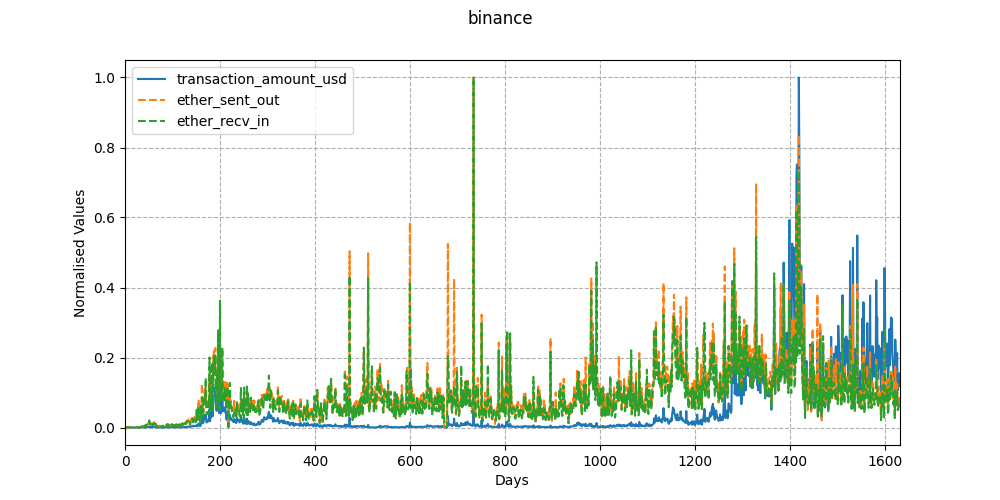 binance
transaction_amount_usd
ether_sent_out
ether_recv_in
Normalised Values
1.0
0.8
0.6
0.4
0.2
0.0
0 200 400 600 800 1000 1200 1400 1600
Days